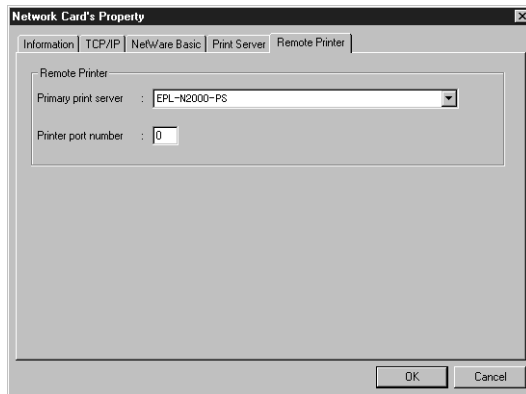 Network Card's Property
Information TCP/IP NetWare Basic Print Server Remote Printer
Remote Printer
Primary print server : EPL-N2000-PS
Printer port number : 0
OK Cancel